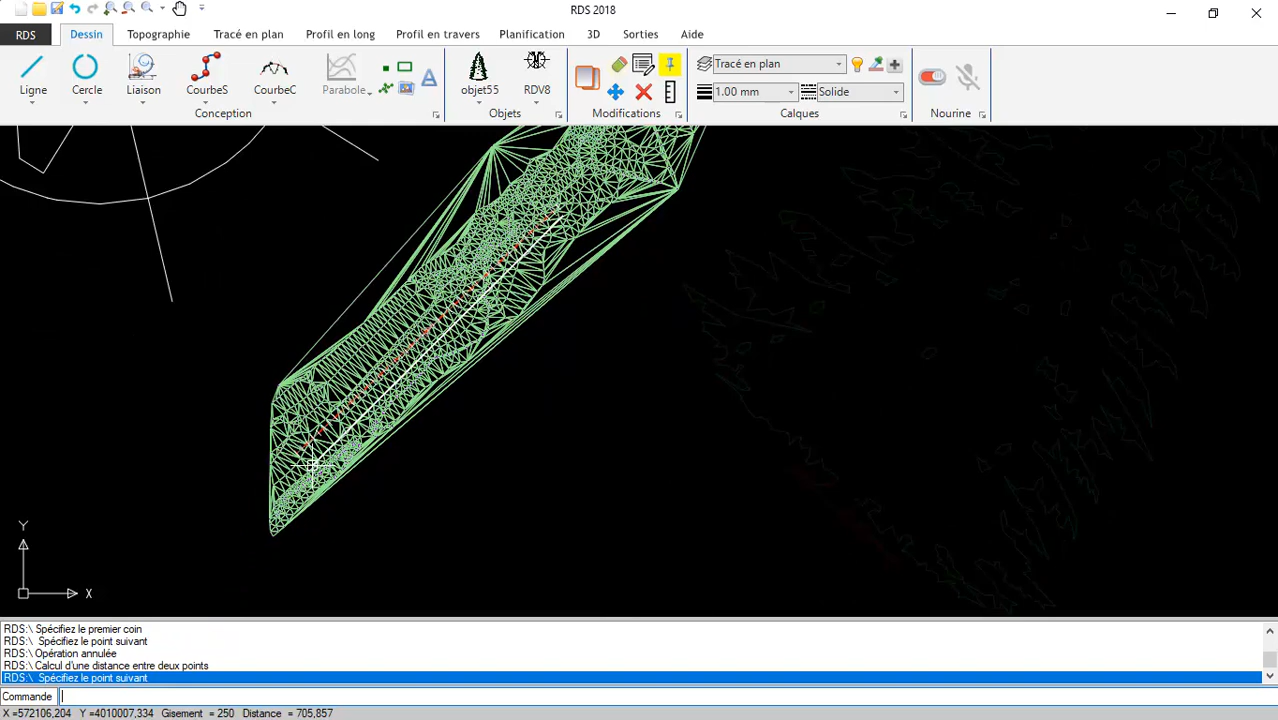 RDS 2018
RDS Dessin Topographie Tracé en plan Profil en long Profil en travers Planification 3D Sorties Aide
Tracé en plan
1.00 mm Solide
Ligne Cercle Liaison CourbeS CourbeC Parabole objet55 RDV8
Conception Objets Modifications Calques Nourine
Y
X
RDS:\ Spécifiez le premier coin
RDS:\ Spécifiez le point suivant
RDS:\ Opération annulée
RDS:\ Calcul d'une distance entre deux points
RDS:\ Spécifiez le point suivant
Commande
X =572106,204 Y =4010007,334 Gisement = 250 Distance = 705,857